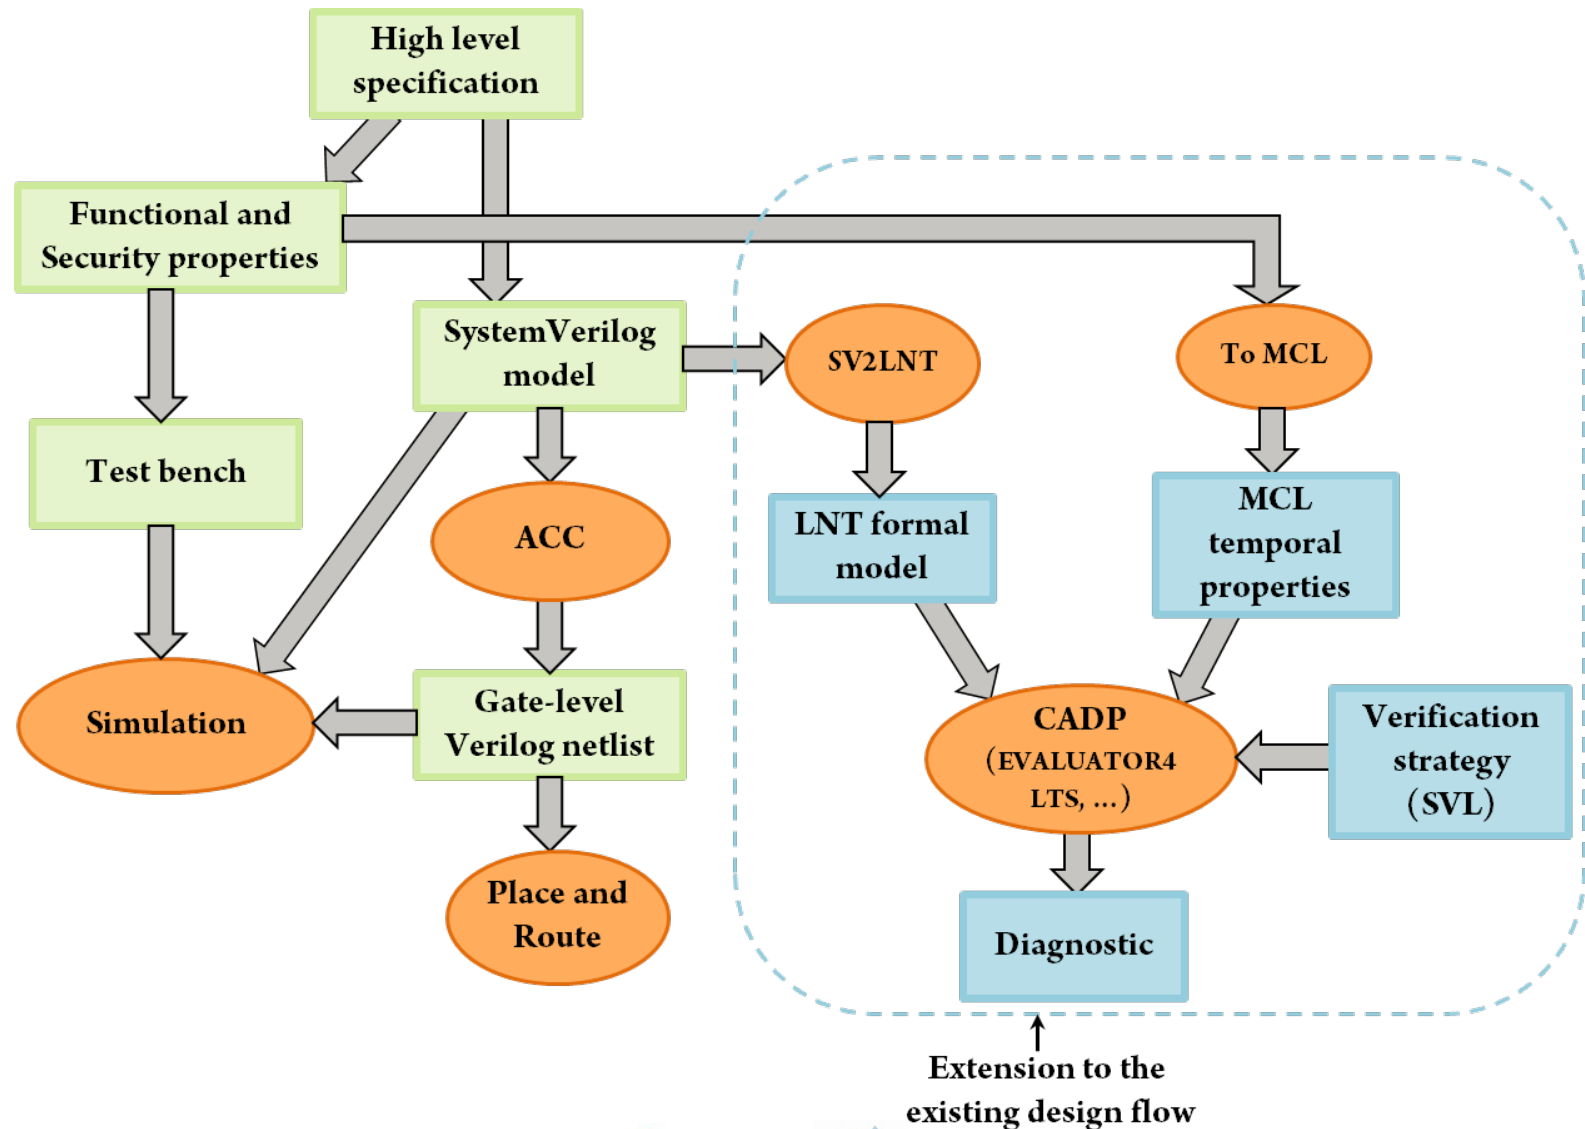 High level
specification
Functional and
Security properties
SystemVerilog
model
SV2LNT
To MCL
Test bench
ACC
LNT formal
model
MCL
temporal
properties
Simulation
Gate-level
Verilog netlist
CADP
(EVALUATOR4
LTS, ...)
Verification
strategy
(SVL)
Place and
Route
Diagnostic
Extension to the
existing design flow